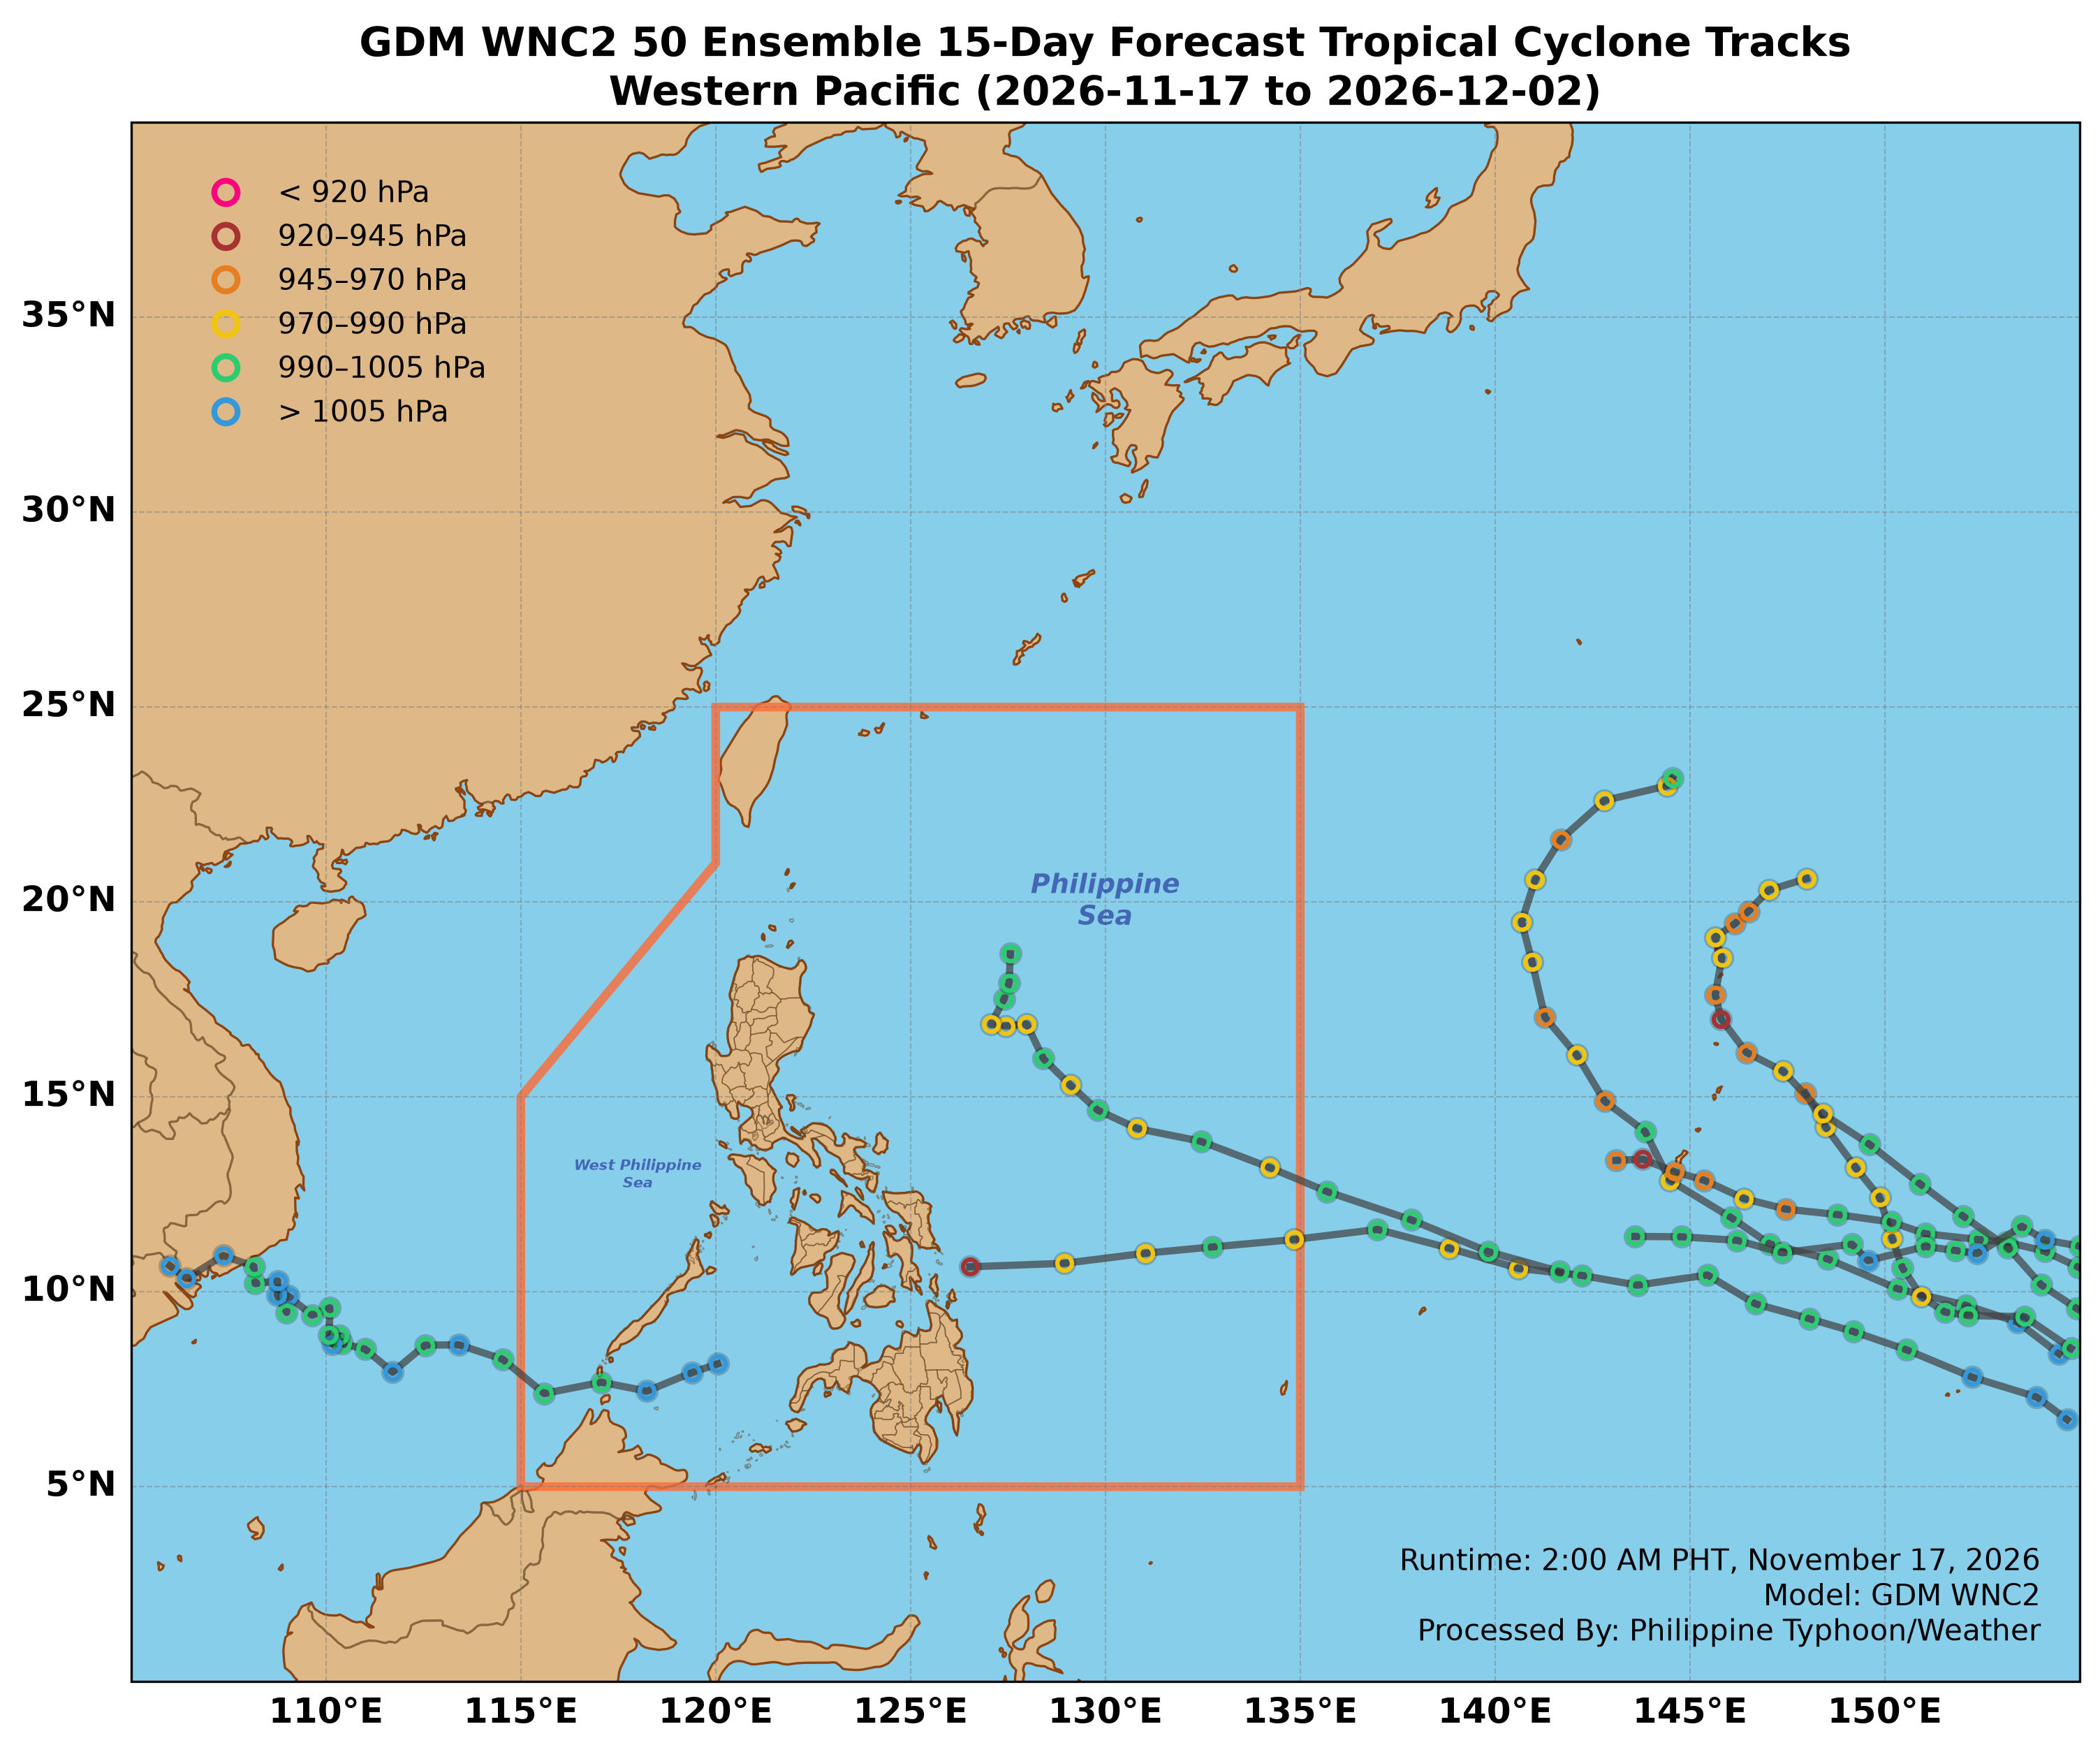 GDM WNC2 50 Ensemble 15-Day Forecast Tropical Cyclone Tracks
Western Pacific (2026-11-17 to 2026-12-02)
< 920 hPa
920–945 hPa
945–970 hPa
970–990 hPa
990–1005 hPa
> 1005 hPa
35°N
30°N
25°N
20°N
15°N
10°N
5°N
Philippine
Sea
West Philippine
Sea
Runtime: 2:00 AM PHT, November 17, 2026
Model: GDM WNC2
Processed By: Philippine Typhoon/Weather
110°E
115°E
120°E
125°E
130°E
135°E
140°E
145°E
150°E